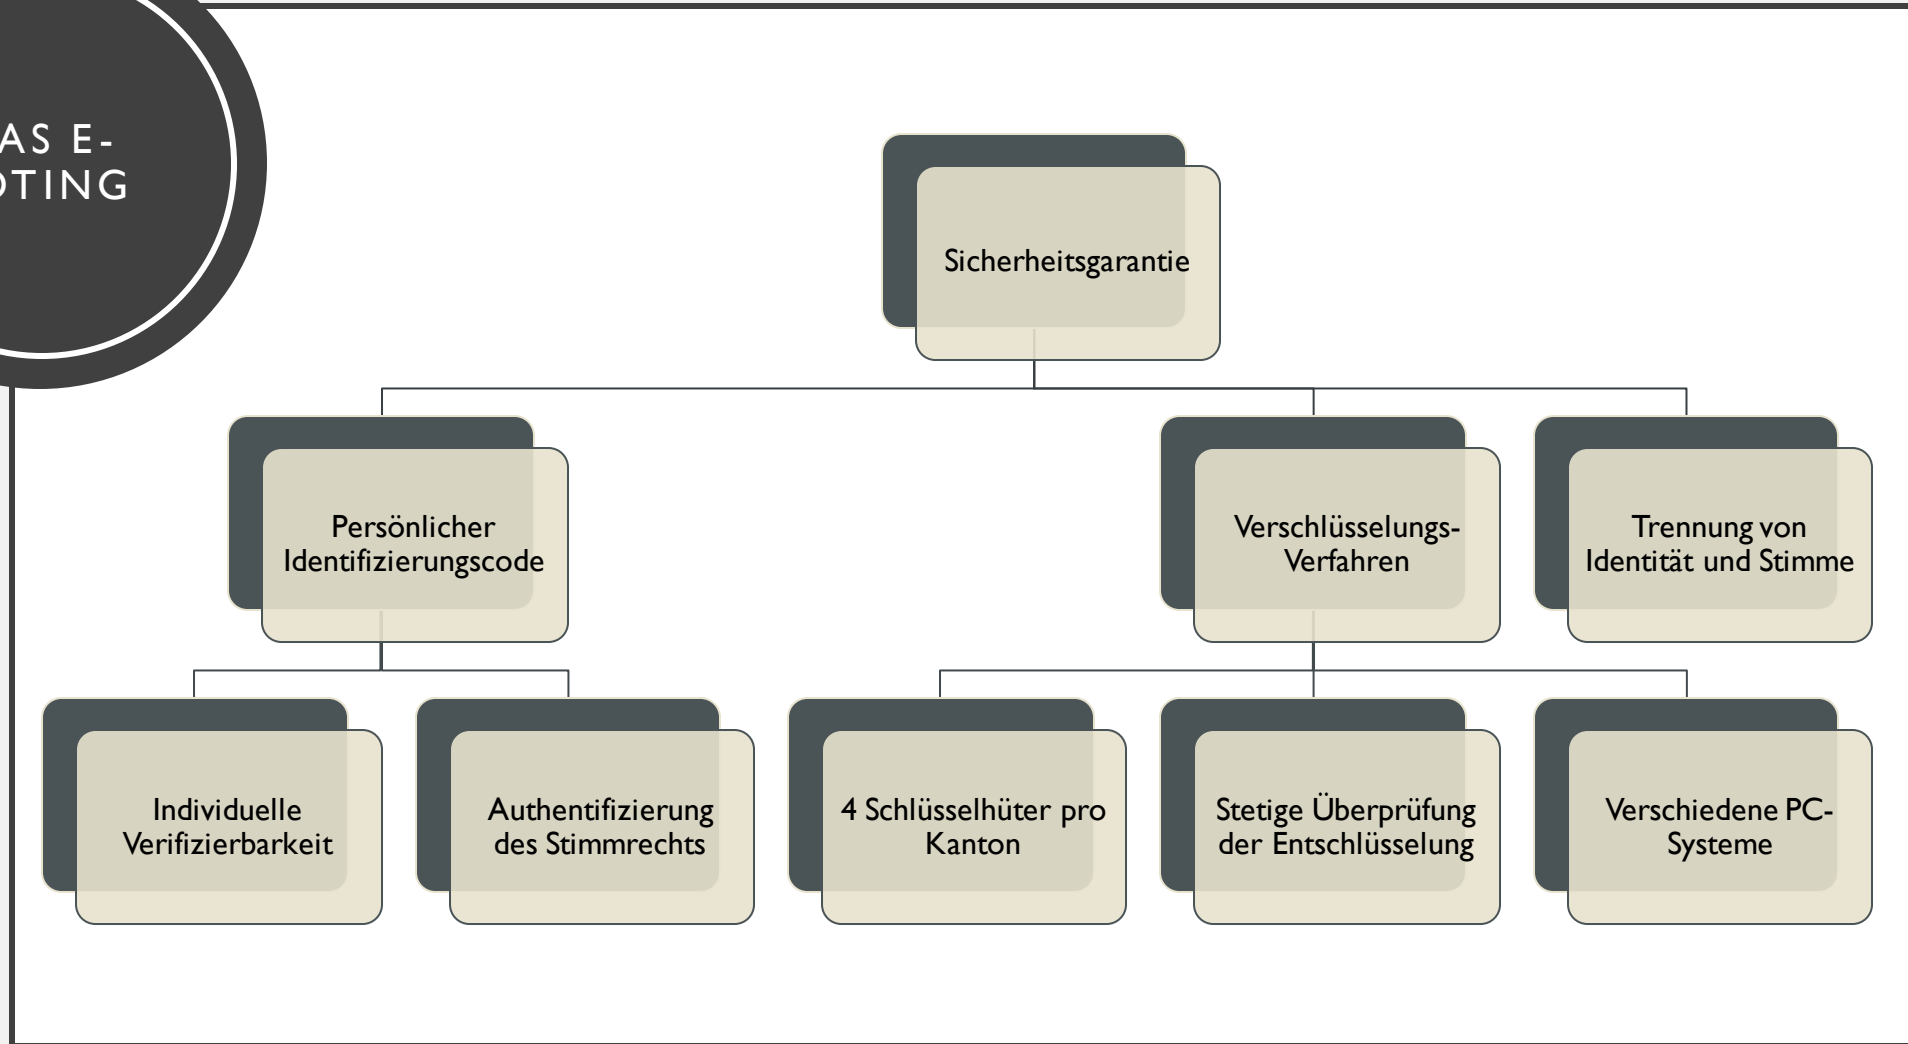 AS E-
OTING
Sicherheitsgarantie
Persönlicher
Identifizierungscode
Verschlüsselungs-
Verfahren
Trennung von
Identität und Stimme
Individuelle
Verifizierbarkeit
Authentifizierung
des Stimmrechts
4 Schlüsselhüter pro
Kanton
Stetige Überprüfung
der Entschlüsselung
Verschiedene PC-
Systeme